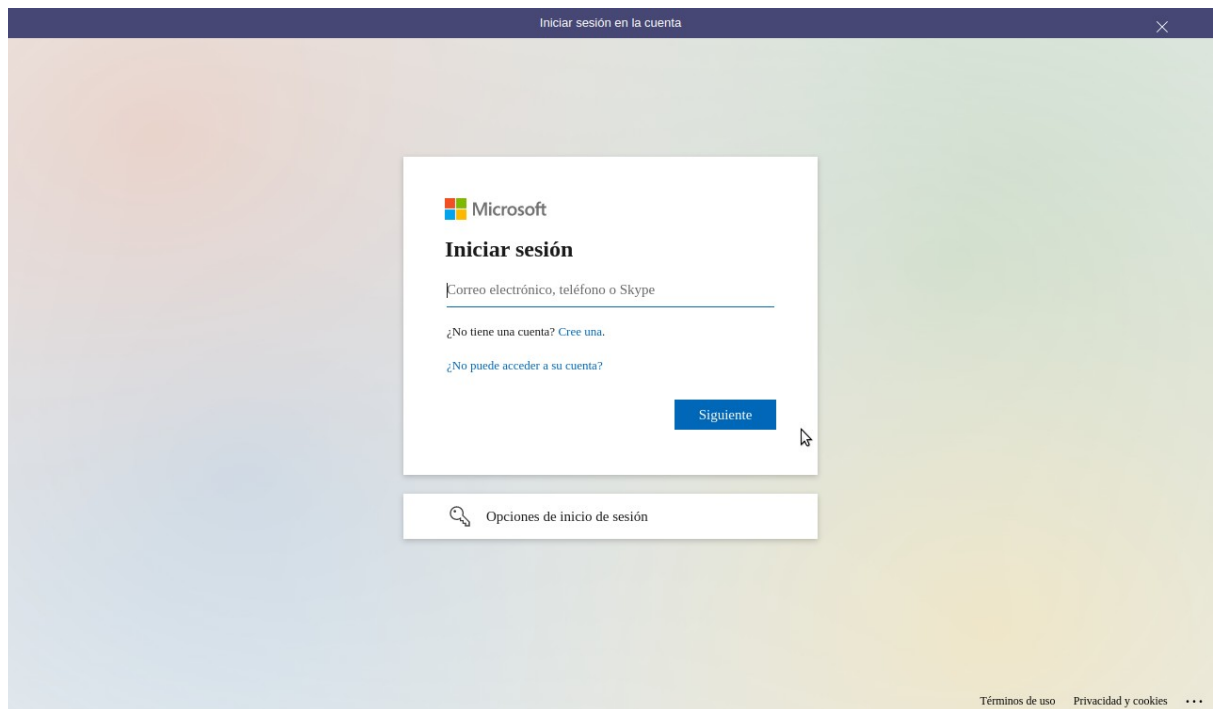 Iniciar sesión en la cuenta
Microsoft
Iniciar sesión
Correo electrónico, teléfono o Skype
¿No tiene una cuenta? Cree una.
¿No puede acceder a su cuenta?
Siguiente
Opciones de inicio de sesión
Términos de uso Privacidad y cookies ...